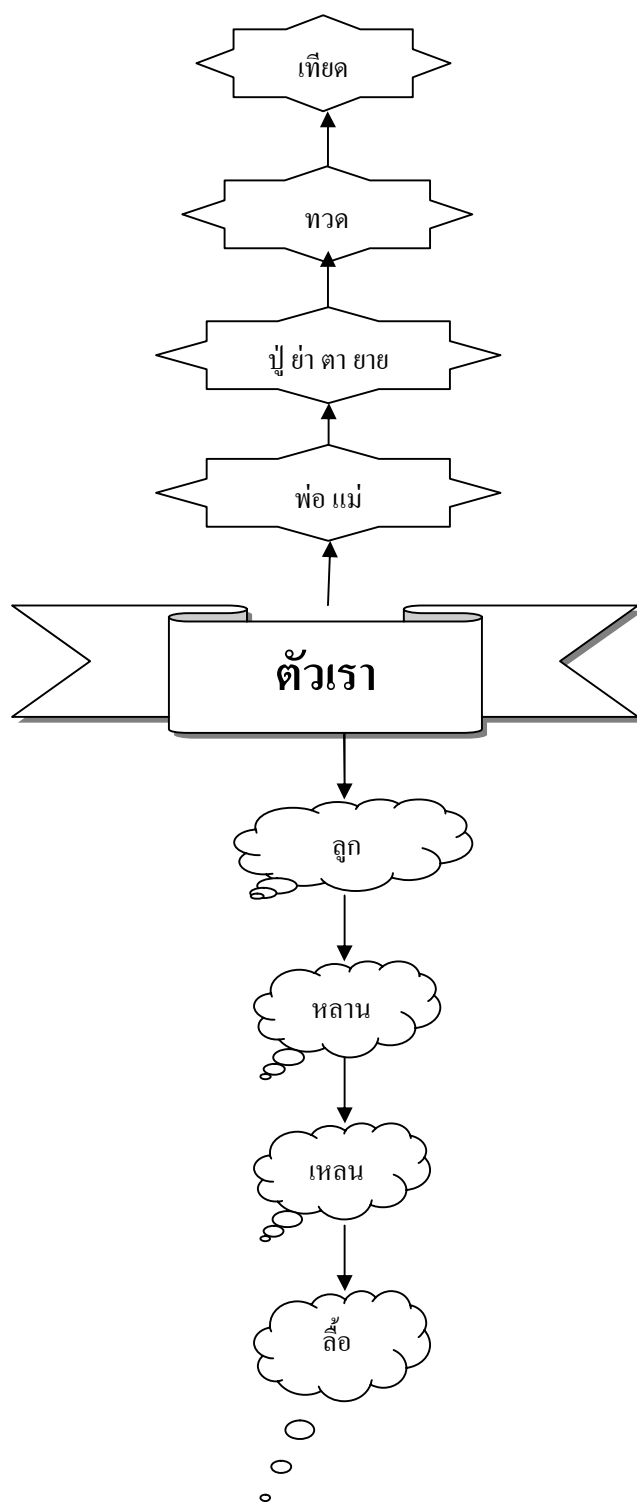 เทียด
ทวด
ปู่ ย่า ตา ยาย
พ่อ แม่
ตัวเรา
ลูก
หลาน
เหลน
ลื้อ